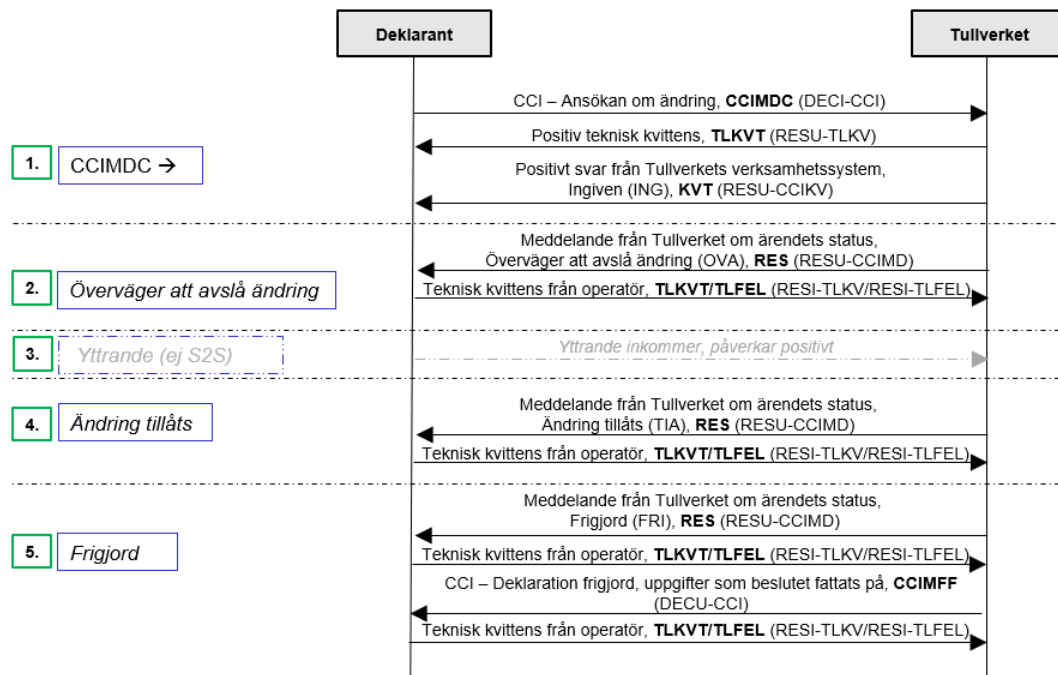 Deklarant
Tullverket
CCI – Ansökan om ändring, CCIMDC (DECI-CCI)
Positiv teknisk kvittens, TLKVT (RESU-TLKV)
1.
CCIMDC →
Positivt svar från Tullverkets verksamhetssystem,
Ingiven (ING), KVT (RESU-CCIKV)
Meddelande från Tullverket om ärendets status,
Överväger att avslå ändring (OVA), RES (RESU-CCIMD)
2.
Överväger att avslå ändring
Teknisk kvittens från operatör, TLKVT/TLFEL (RESI-TLKV/RESI-TLFEL)
3.
Yttrande (ej S2S)
Yttrande inkommer, påverkar positivt
4.
Ändring tillåts
Meddelande från Tullverket om ärendets status,
Ändring tillåts (TIA), RES (RESU-CCIMD)
Teknisk kvittens från operatör, TLKVT/TLFEL (RESI-TLKV/RESI-TLFEL)
Meddelande från Tullverket om ärendets status,
Frigjord (FRI), RES (RESU-CCIMD)
5.
Frigjord
Teknisk kvittens från operatör, TLKVT/TLFEL (RESI-TLKV/RESI-TLFEL)
CCI – Deklaration frigjord, uppgifter som beslutet fattats på, CCIMFF
(DECU-CCI)
Teknisk kvittens från operatör, TLKVT/TLFEL (RESI-TLKV/RESI-TLFEL)